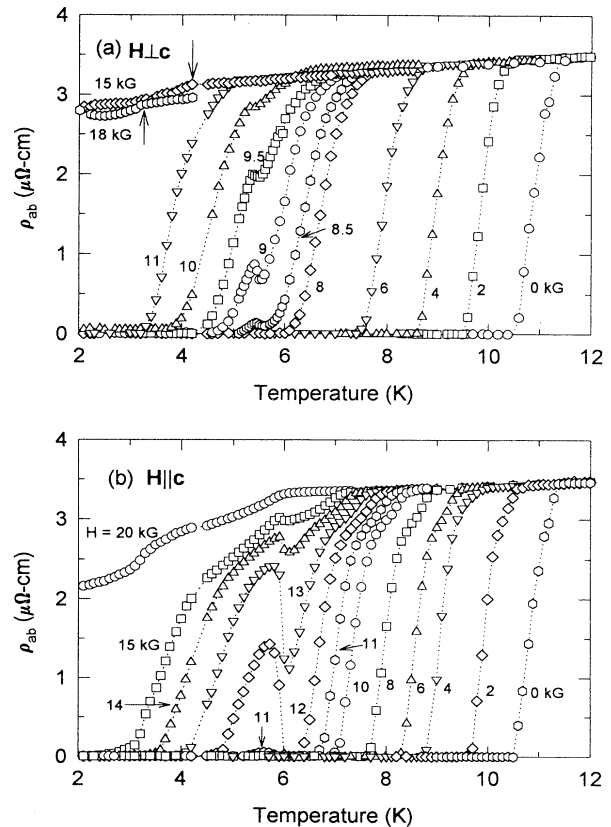 (a) H⊥c
15 kG
18 kG
11
10
9.5
9
8.5
8
6
4
2
0 kG
ρab (μΩ-cm)
4
3
2
1
0
2 4 6 8 10 12
Temperature (K)
(b) H||c
H = 20 kG
15 kG
14
13
12
11
11
10
8
6
4
2
0 kG
ρab (μΩ-cm)
4
3
2
1
0
2 4 6 8 10 12
Temperature (K)